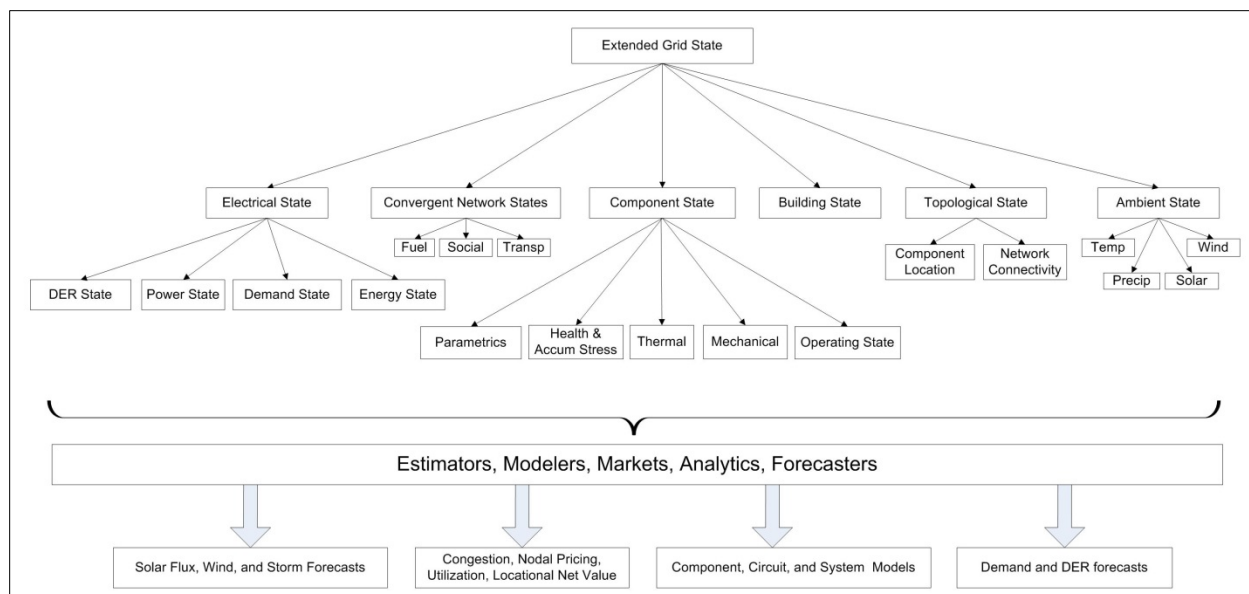 Extended Grid State
Electrical State
Convergent Network States
Component State
Building State
Topological State
Ambient State
Fuel
Social
Transp
Component
Location
Network
Connectivity
Temp
Wind
Precip
Solar
DER State
Power State
Demand State
Energy State
Parametrics
Health &
Accum Stress
Thermal
Mechanical
Operating State
Estimators, Modelers, Markets, Analytics, Forecasters
Solar Flux, Wind, and Storm Forecasts
Congestion, Nodal Pricing,
Utilization, Locational Net Value
Component, Circuit, and System Models
Demand and DER forecasts